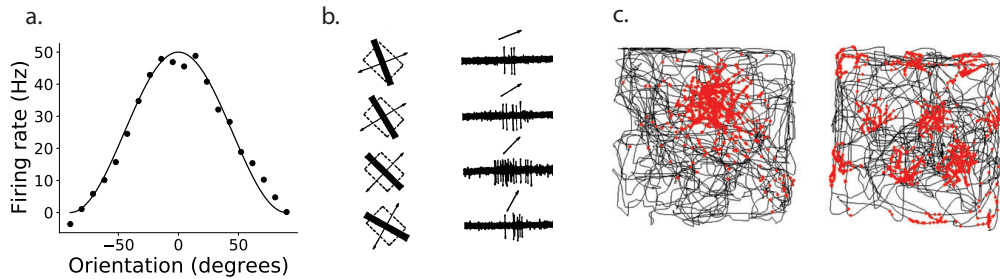 a.
b.
c.
Firing rate (Hz)
50
40
30
20
10
0
−50
0
50
Orientation (degrees)